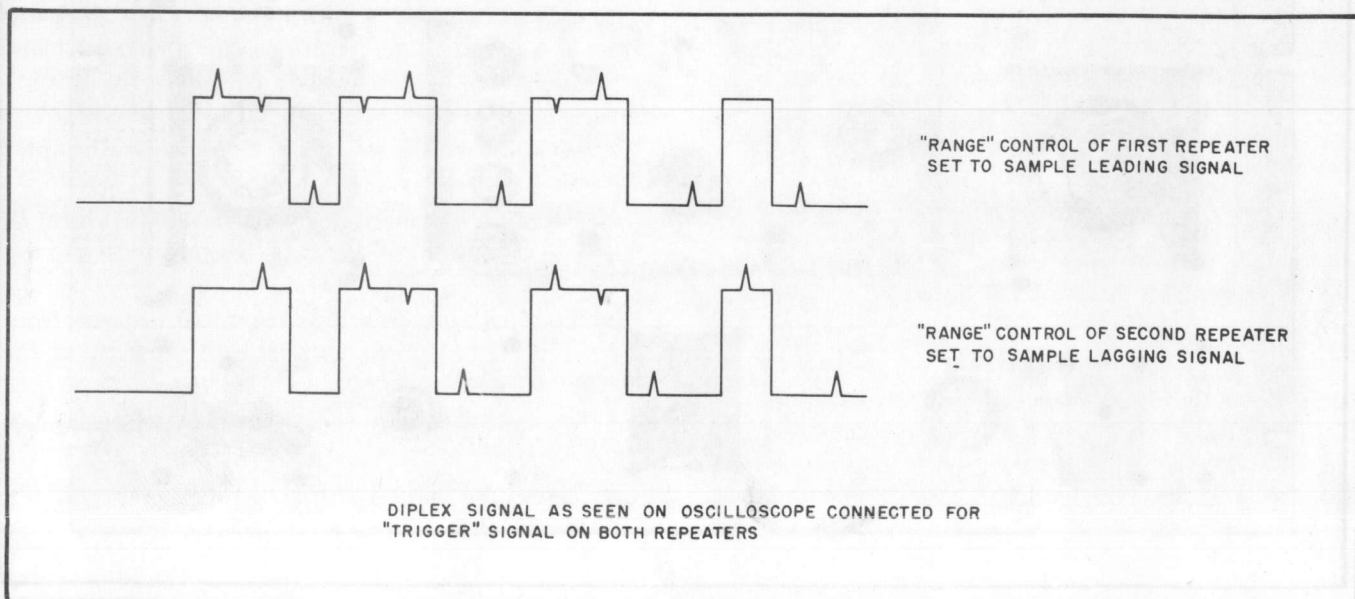 "RANGE" CONTROL OF FIRST REPEATER
SET TO SAMPLE LEADING SIGNAL
"RANGE" CONTROL OF SECOND REPEATER
SET TO SAMPLE LAGGING SIGNAL
DIPLEX SIGNAL AS SEEN ON OSCILLOSCOPE CONNECTED FOR
"TRIGGER" SIGNAL ON BOTH REPEATERS